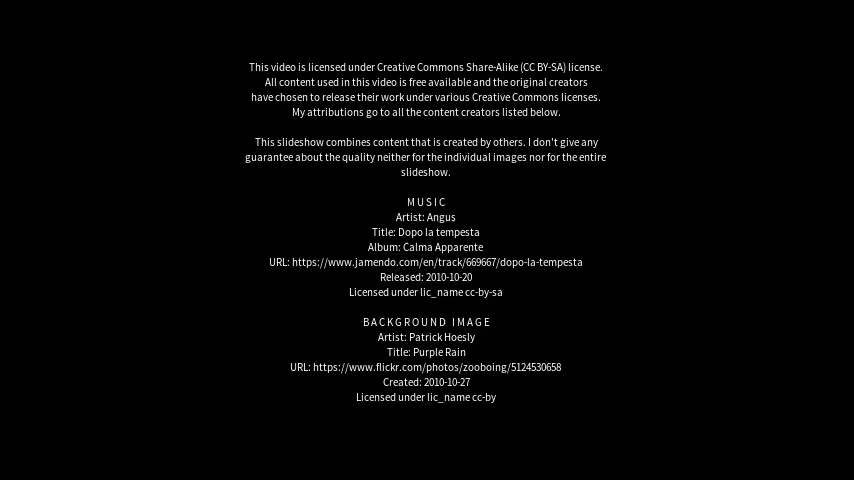 This video is licensed under Creative Commons Share-Alike (CC BY-SA) license.
All content used in this video is free available and the original creators
have chosen to release their work under various Creative Commons licenses.
My attributions go to all the content creators listed below.
This slideshow combines content that is created by others. I don't give any
guarantee about the quality neither for the individual images nor for the entire
slideshow.
MUSIC
Artist: Angus
Title: Dopo la tempesta
Album: Calma Apparente
URL: https://www.jamendo.com/en/track/669667/dopo-la-tempesta
Released: 2010-10-20
Licensed under lic_name cc-by-sa
BACKGROUND IMAGE
Artist: Patrick Hoesly
Title: Purple Rain
URL: https://www.flickr.com/photos/zooboing/5124530658
Created: 2010-10-27
Licensed under lic_name cc-by